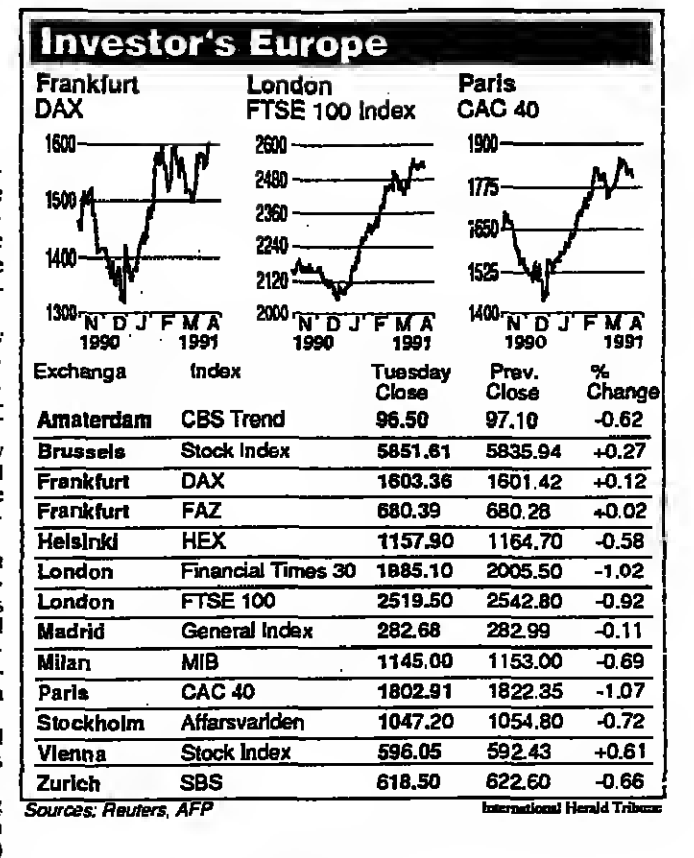 Investor's Europe
Frankfurt London Paris
DAX FTSE 100 Index CAC 40
1600 2600 1900
1500 2480 1775
2360 1650
1400 2240 1525
2120
1300 2000 1400
N D J F M A N D J F M A N D J F M A
1990 1991 1990 1991 1990 1991
Exchanga Index Tuesday Prev. %
Close Close Change
Amaterdam CBS Trend 96.50 97.10 -0.62
Brussels Stock Index 5851.61 5835.94 +0.27
Frankfurt DAX 1603.36 1601.42 +0.12
Frankfurt FAZ 680.39 680.28 +0.02
Helsinki HEX 1157.90 1164.70 -0.58
London Financial Times 30 1885.10 2005.50 -1.02
London FTSE 100 2519.50 2542.80 -0.92
Madrid General Index 282.68 282.99 -0.11
Milan MIB 1145.00 1153.00 -0.69
Paris CAC 40 1802.91 1822.35 -1.07
Stockholm Affarsvarlden 1047.20 1054.80 -0.72
Vienna Stock Index 596.05 592.43 +0.61
Zurich SBS 618.50 622.60 -0.66
Sources: Reuters, AFP International Herald Tribune